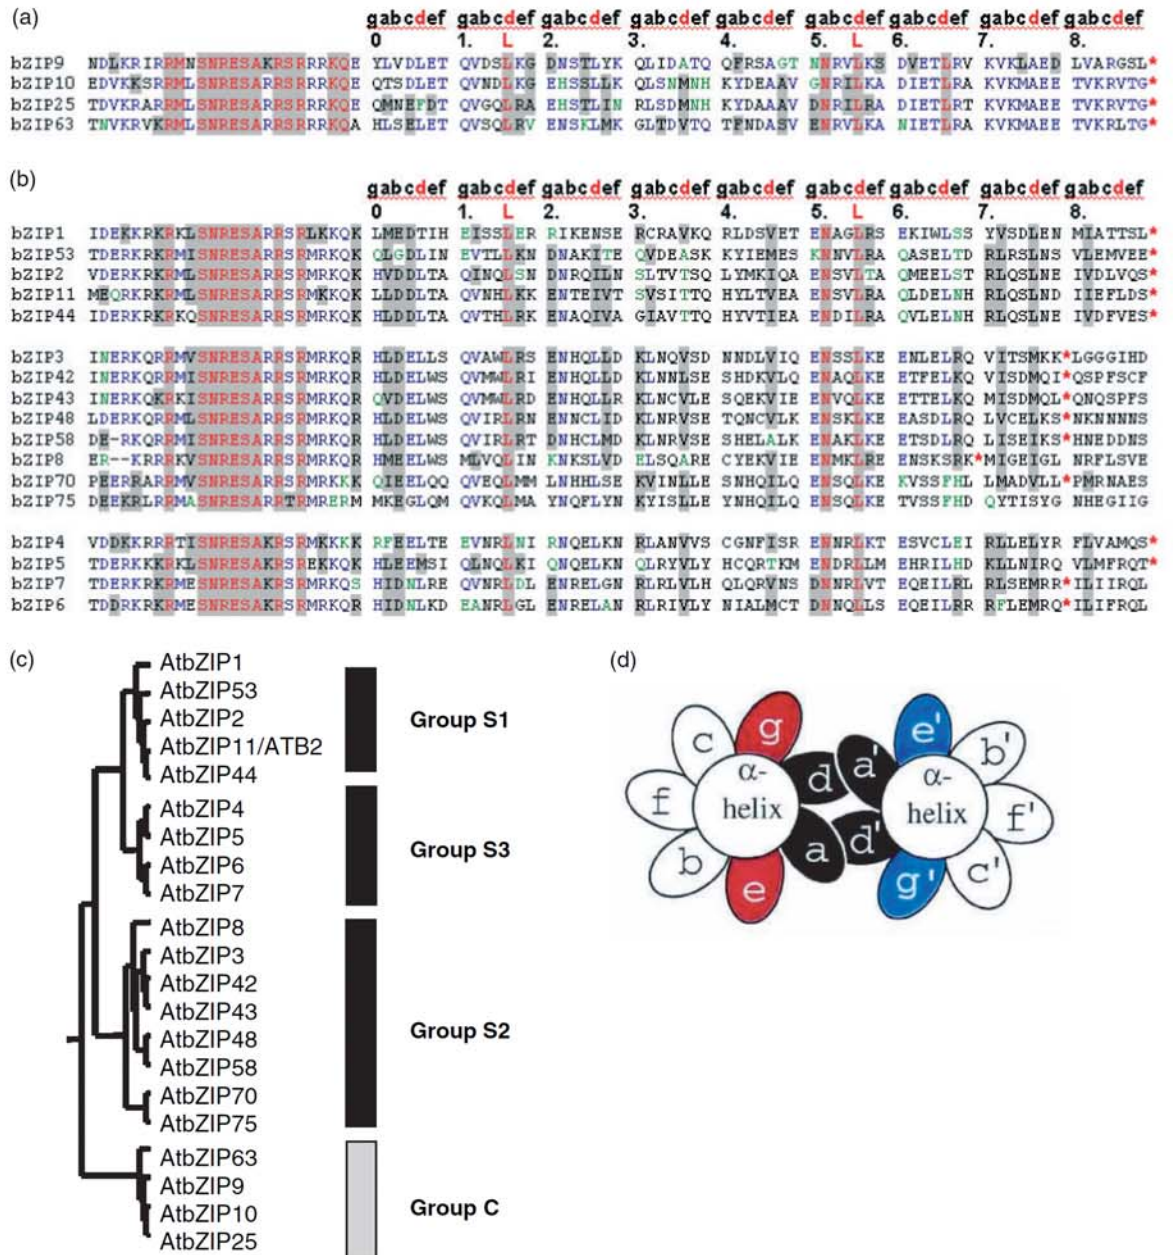 (a)
gabcdef gabcdef gabcdef gabcdef gabcdef gabcdef gabcdef gabcdef gabcdef
0 1. L 2. 3. 4. 5. L 6. 7. 8.
bZIP9 NDLKRIRRMNSNRESAKRSRRRKQE YLVDLET QVDSLKG DNSTLYK QLIDATQ QFRSAGT NNRVLKS DVETLRV KVKLAED LVARGSL*
bZIP10 EDVKKSRRMLSNRESARRSRRRKQE QTSDLET QVNDLKG EHSSLLK QLSNMNH KYDEAAV GNRILKA DIETLRA KVKMAEE TVKRVTG*
bZIP25 TDVKRARRMLSNRESARRSRRRKQE QMNEFDT QVGQLRA EHSTLIN RLSDMNH KYDAAAV DNRILRA DIETLRT KVKMAEE TVKRVTG*
bZIP63 TNVKRVKRMLSNRESARRSRRRKQA HLSELET QVSQLRV ENSKLMK GLTDVTQ TFNDASV ENRVLKA NIETLRA KVKMAEE TVKRLTG*
(b)
gabcdef gabcdef gabcdef gabcdef gabcdef gabcdef gabcdef gabcdef gabcdef
0 1. L 2. 3. 4. 5. L 6. 7. 8.
bZIP1 IDEKKRKRKLSNRESARRSRLKKQK LMEDTIH EISSLER RIKENSE RCRAVKQ RLDSVET ENAGLRS EKIWLSS YVSDLEN MIATTSL*
bZIP53 TDERKRKRMISNRESARRSRMRKQK QLGDLIN EVTLLKN DNAKITE QVDEASK KYIEMES KNNVLRA QASELTD RLRSLNS VLEMVEE*
bZIP2 VDERKRKRMLSNRESARRSRMRKQK HVDDLTA QINQLSN DNRQILN SLTVTSQ LYMKIQA ENSVLTA QMEELST RLQSLNE IVDLVQS*
bZIP11 MEQRKRKRMLSNRESARRSRMKKQK LLDDLTA QVNHLKK ENTEIVT SVSITTQ HYLTVEA ENSVLRA QLDELNH RLQSLND IIEFLDS*
bZIP44 IDERKRKRKQSNRESARRSRMRKQK HLDDLTA QVTHLRK ENAQIVA GIAVTTQ HYVTIEA ENDILRA QVLELNH RLQSLNE IVDFVES*
bZIP3 INERKQRRMVSNRESARRSRMRKQR HLDELLS QVAWLRS ENHQLLD KLNQVSD NNDLVIQ ENSSLKE ENLELRQ VITSMKK*LGGGIHD
bZIP42 INERKQRRMISNRESARRSRMRKQR HLDELWS QVMWLRI ENHQLLD KLNNLSE SHDKVLQ ENAQLKE ETFELKQ VISDMQI*QSPFSCF
bZIP43 INERKQKRKISNRESARRSRMRKQR QVDELWS QVMWLRD ENHQLLR KLNCVLE SQEKVIE ENVQLKE ETTELKQ MISDMQL*QNQSPFS
bZIP48 LDERKQRRMLSNRESARRSRMRKQR HLDELWS QVIRLRN ENNCLID KLNRVSE TQNCVLK ENSKLKE EASDLRQ LVCELKS*NKNNNNS
bZIP58 DE-RKQRRMISNRESARRSRMRKQR HLDELWS QVIRLRT DNHCLMD KLNRVSE SHELALK ENAKLKE ETSDLRQ LISEIKS*HNEDDNS
bZIP8 ER--KRRRKVSNRESARRSRMRKQR HMEELWS MLVQLIN KNKSLVD ELSQARE CYEKVIE ENMKLRE ENSKSRK*MIGEIGL NRFLSVE
bZIP70 PEERRARRMVSNRESARRSRMRKKK QIEELQQ QVEQLMM LNHHLSE KVINLLE SNHQILQ ENSQLKE KVSSFHL LMADVLL*PMRNAES
bZIP75 DEKRLRRMASNRESARRTRMRERM MKEGLQM QVKQLMA YNQFLYN KYISLLE YNHQILQ ENSQLKE TVSSFHD QYTISYG NHEGIIG
bZIP4 VDDKKRRRTISNRESAKRSRMKKKK RFEELTE EVNRLNI RNQELKN RLANVVS CGNFISR ENNRLKT ESVCLEI RLLELYR FLVAMQS*
bZIP5 TDERKKKRKLSNRESAKRSREKKQK HLEEMSI QLNQLKI QNQELKN QLRYVLY HCQRTKM ENDRLLM EHRILHD KLLNIRQ VLMFRQT*
bZIP7 TDERKRKRMESNRESAKRSRMRKQS HIDNLRE QVNRLDL ENRELGN RLRLVLH QLQRVNS DNNRLVT EQEILRL RLSEMRR*ILIIRQL
bZIP6 TDDRKRKRMESNRESAKRSRMRKQR HIDNLKD EANRLGL ENRELAN RLRIVLY NIALMCT DNNQLLS EQEILRR RFLEMRQ*ILIFRQL
(c)
AtbZIP1
AtbZIP53
AtbZIP2
AtbZIP11/ATB2
AtbZIP44
Group S1
AtbZIP4
AtbZIP5
AtbZIP6
AtbZIP7
Group S3
AtbZIP8
AtbZIP3
AtbZIP42
AtbZIP43
AtbZIP48
AtbZIP58
AtbZIP70
AtbZIP75
Group S2
AtbZIP63
AtbZIP9
AtbZIP10
AtbZIP25
Group C
(d)
c g d a' e' b'
f α-helix α-helix f'
b e a d' g' c'